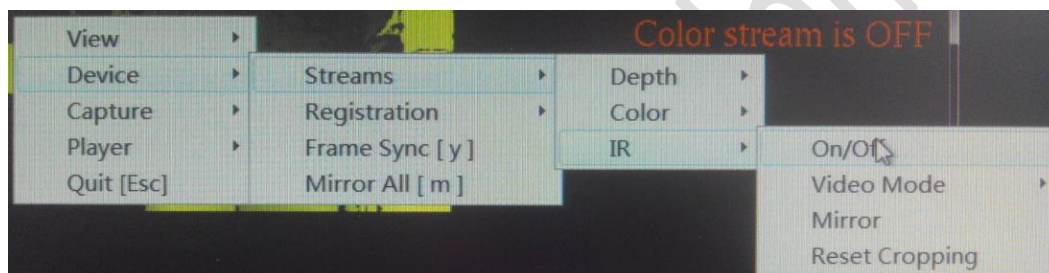 Color stream is OFF
View
Device
Capture
Player
Quit [Esc]
Streams
Registration
Frame Sync [ y ]
Mirror All [ m ]
Depth
Color
IR
On/Off
Video Mode
Mirror
Reset Cropping